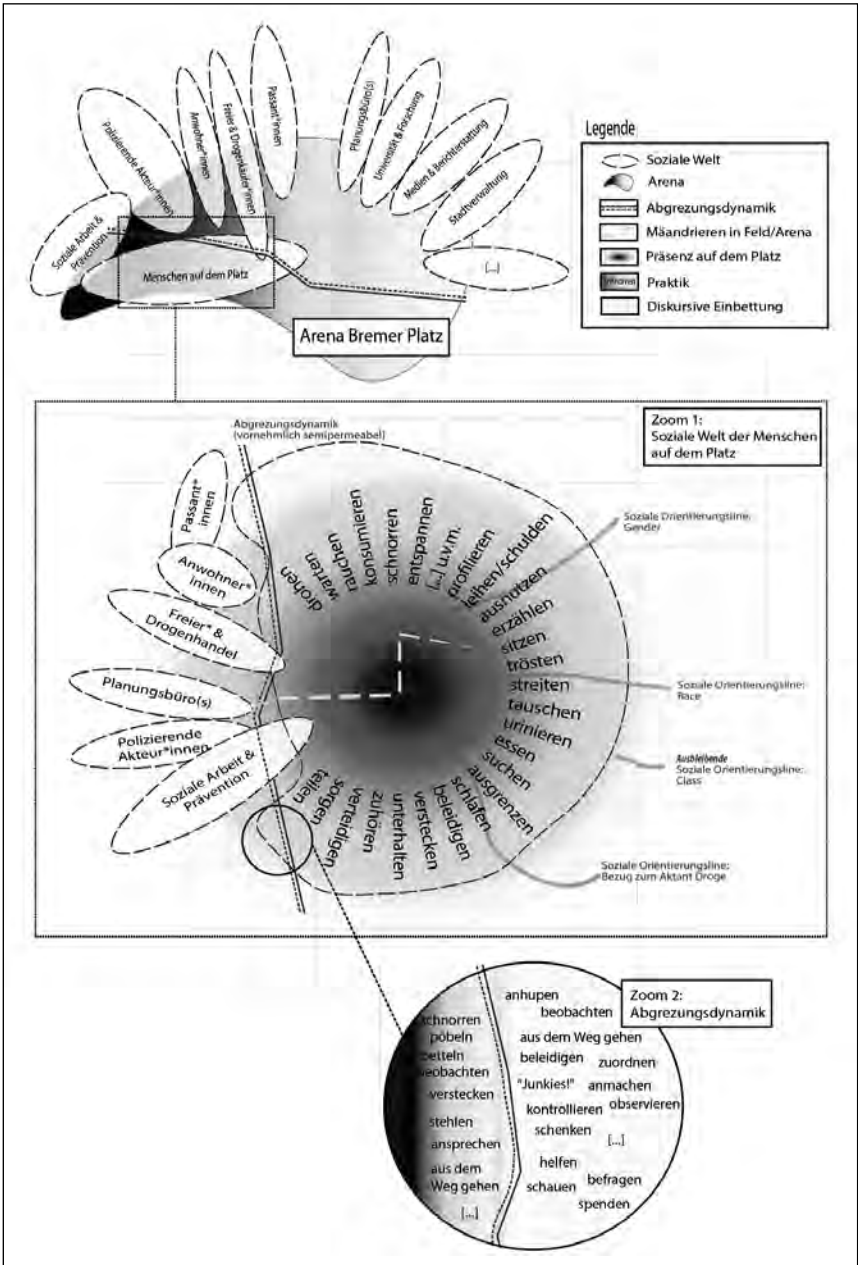 Soziale Arbeit &
Prävention
Polizierende Akteur*innen
Anwohner*innen
Freier & Drogenkäufer*innen
Passant*innen
Planungsbüro(s)
Universität & Forschung
Medien & Berichterstattung
Stadtverwaltung
[...]
Menschen auf dem Platz
Arena Bremer Platz
Legende
Soziale Welt
Arena
Abgrezungsdynamik
Mäandrieren in Feld/Arena
Präsenz auf dem Platz
Praktik
Diskursive Einbettung
Zoom 1:
Soziale Welt der Menschen
auf dem Platz
Abgrezungsdynamik
(vornehmlich semipermeabel)
Passant*
innen
Anwohner*
innen
Freier* &
Drogenhandel
Planungsbüro(s)
Polizierende
Akteur*innen
Soziale Arbeit &
Prävention
drohen
warten
rauchen
konsumieren
schnorren
entspannen
[...] u.v.m.
profilieren
leihen/schulden
ausnutzen
erzählen
sitzen
trösten
streiten
tauschen
urinieren
essen
suchen
ausgrenzen
schlafen
beleidigen
verstecken
unterhalten
zuhören
verteidigen
sorgen
teilen
Soziale Orientierungsline:
Gender
Soziale Orientierungsline:
Race
Ausbleibende
Soziale Orientierungsline:
Class
Soziale Orientierungsline:
Bezug zum Aktant Droge
Zoom 2:
Abgrezungsdynamik
schnorren
pöbeln
betteln
beobachten
verstecken
stehlen
ansprechen
aus dem
Weg gehen
[...]
anhupen
beobachten
aus dem Weg gehen
beleidigen
zuordnen
"Junkies!"
anmachen
kontrollieren
observieren
schenken
[...]
helfen
schauen
befragen
spenden